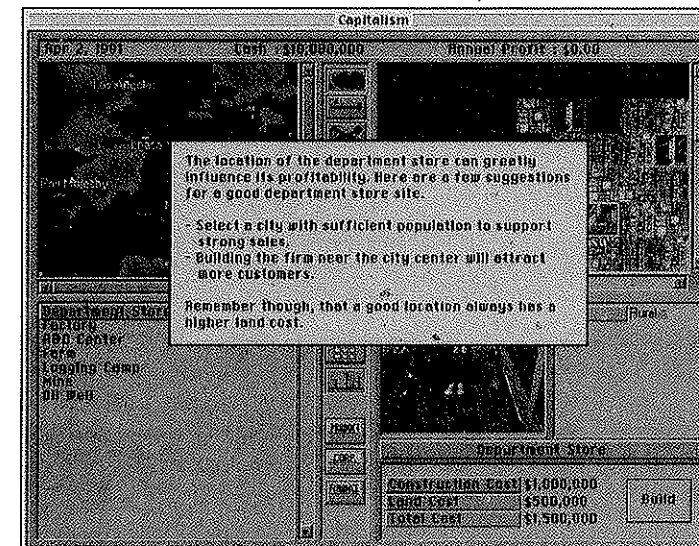 Capitalism
Apr 2, 1991 Cash : $10,000,000 Annual Profit : $0.00
Los Angeles
The location of the department store can greatly
influence its profitability. Here are a few suggestions
for a good department store site.
- Select a city with sufficient population to support
strong sales.
- Building the firm near the city center will attract
more customers.
Remember though, that a good location always has a
higher land cost.
Department Store
Factory
R&D Center
Farm
Logging Camp
Mine
Oil Well
Rural
Department Store
Construction Cost $1,000,000
Land Cost $500,000
Total Cost $1,500,000
Build